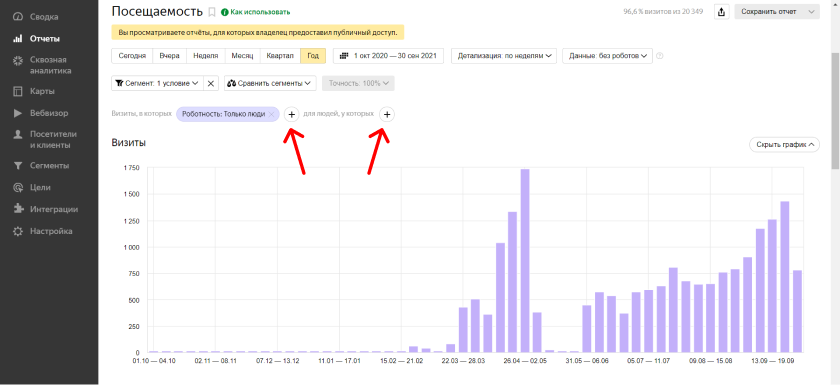 Сводка
Отчеты
Сквозная
аналитика
Карты
Вебвизор
Посетители
и клиенты
Сегменты
Цели
Интеграции
Настройка
Посещаемость
Как использовать
96,6 % визитов из 20 349
Сохранить отчет
Вы просматриваете отчёты, для которых владелец предоставил публичный доступ.
Сегодня Вчера Неделя Месяц Квартал Год 1 окт 2020 — 30 сен 2021 Детализация: по неделям Данные: без роботов
Сегмент: 1 условие Сравнить сегменты Точность: 100%
Визиты, в которых Роботность: Только люди для людей, у которых
Визиты
Скрыть график
1 750
1 500
1 250
1 000
750
500
250
0
01.10 — 04.10 02.11 — 08.11 07.12 — 13.12 11.01 — 17.01 15.02 — 21.02 22.03 — 28.03 26.04 — 02.05 31.05 — 06.06 05.07 — 11.07 09.08 — 15.08 13.09 — 19.09